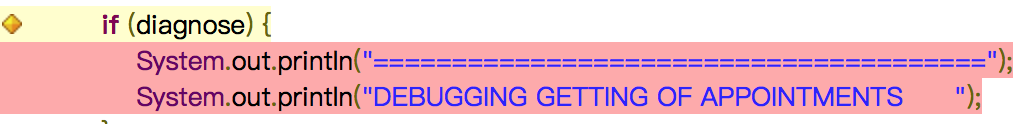 if (diagnose) {
System.out.println("=======================================");
System.out.println("DEBUGGING GETTING OF APPOINTMENTS      ");
}